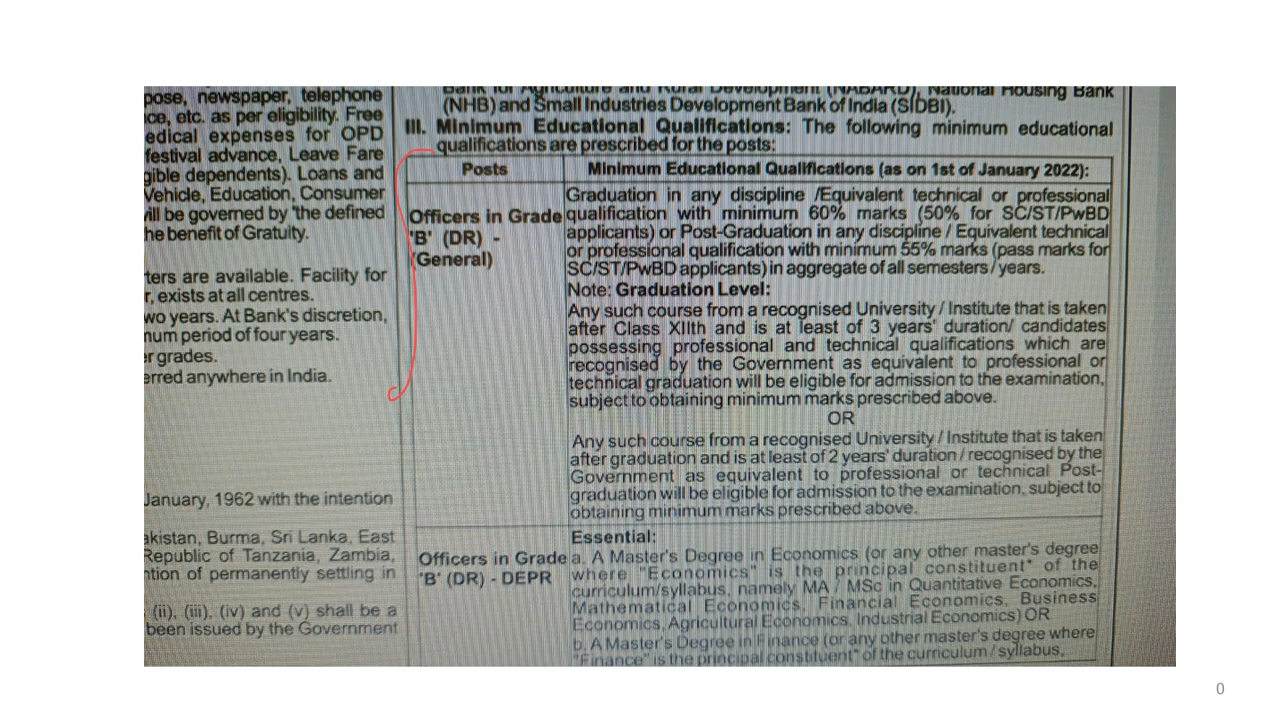 pose, newspaper, telephone
ce, etc. as per eligibility. Free
edical expenses for OPD
festival advance, Leave Fare
gible dependents). Loans and
Vehicle, Education, Consumer
ill be governed by 'the defined
he benefit of Gratuity.
ters are available. Facility for
r, exists at all centres.
wo years. At Bank's discretion,
num period of four years.
er grades.
erred anywhere in India.
January, 1962 with the intention
akistan, Burma, Sri Lanka, East
Republic of Tanzania, Zambia,
ntion of permanently settling in
(ii), (iii), (iv) and (v) shall be a
been issued by the Government
Bank for Agriculture and Rural Development (NABARD), National Housing Bank
(NHB) and Small Industries Development Bank of India (SIDBI).
III. Minimum Educational Qualifications: The following minimum educational
qualifications are prescribed for the posts:
Posts
Minimum Educational Qualifications (as on 1st of January 2022):
Officers in Grade
'B' (DR) -
(General)
Graduation in any discipline /Equivalent technical or professional
qualification with minimum 60% marks (50% for SC/ST/PwBD
applicants) or Post-Graduation in any discipline / Equivalent technical
or professional qualification with minimum 55% marks (pass marks for
SC/ST/PwBD applicants) in aggregate of all semesters / years.
Note: Graduation Level:
Any such course from a recognised University / Institute that is taken
after Class XIIth and is at least of 3 years' duration/ candidates
possessing professional and technical qualifications which are
recognised by the Government as equivalent to professional or
technical graduation will be eligible for admission to the examination,
subject to obtaining minimum marks prescribed above.
OR
Any such course from a recognised University / Institute that is taken
after graduation and is at least of 2 years' duration / recognised by the
Government as equivalent to professional or technical Post-
graduation will be eligible for admission to the examination, subject to
obtaining minimum marks prescribed above.
Officers in Grade
'B' (DR) - DEPR
Essential:
a. A Master's Degree in Economics (or any other master's degree
where "Economics" is the principal constituent* of the
curriculum/syllabus, namely MA / MSc in Quantitative Economics,
Mathematical Economics, Financial Economics, Business
Economics, Agricultural Economics, Industrial Economics) OR
b. A Master's Degree in Finance (or any other master's degree where
"Finance" is the principal constituent* of the curriculum / syllabus,
0